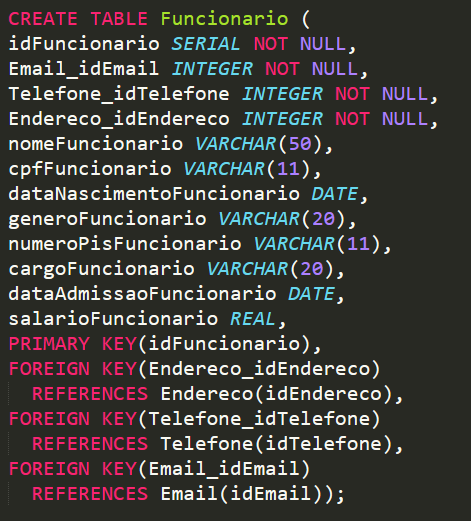 CREATE TABLE Funcionario (
idFuncionario SERIAL NOT NULL,
Email_idEmail INTEGER NOT NULL,
Telefone_idTelefone INTEGER NOT NULL,
Endereco_idEndereco INTEGER NOT NULL,
nomeFuncionario VARCHAR(50),
cpfFuncionario VARCHAR(11),
dataNascimentoFuncionario DATE,
generoFuncionario VARCHAR(20),
numeroPisFuncionario VARCHAR(11),
cargoFuncionario VARCHAR(20),
dataAdmissaoFuncionario DATE,
salarioFuncionario REAL,
PRIMARY KEY(idFuncionario),
FOREIGN KEY(Endereco_idEndereco)
  REFERENCES Endereco(idEndereco),
FOREIGN KEY(Telefone_idTelefone)
  REFERENCES Telefone(idTelefone),
FOREIGN KEY(Email_idEmail)
  REFERENCES Email(idEmail));